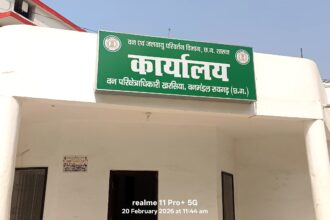 वन एवं जलवायु परिवर्तन विभाग, छ.ग. शासन
कार्यालय
वन परिक्षेत्राधिकारी खरसिया, वनमंडल रायगढ़ (छ.ग.)
realme 11 Pro+ 5G
20 February 2026 at 11:44 am